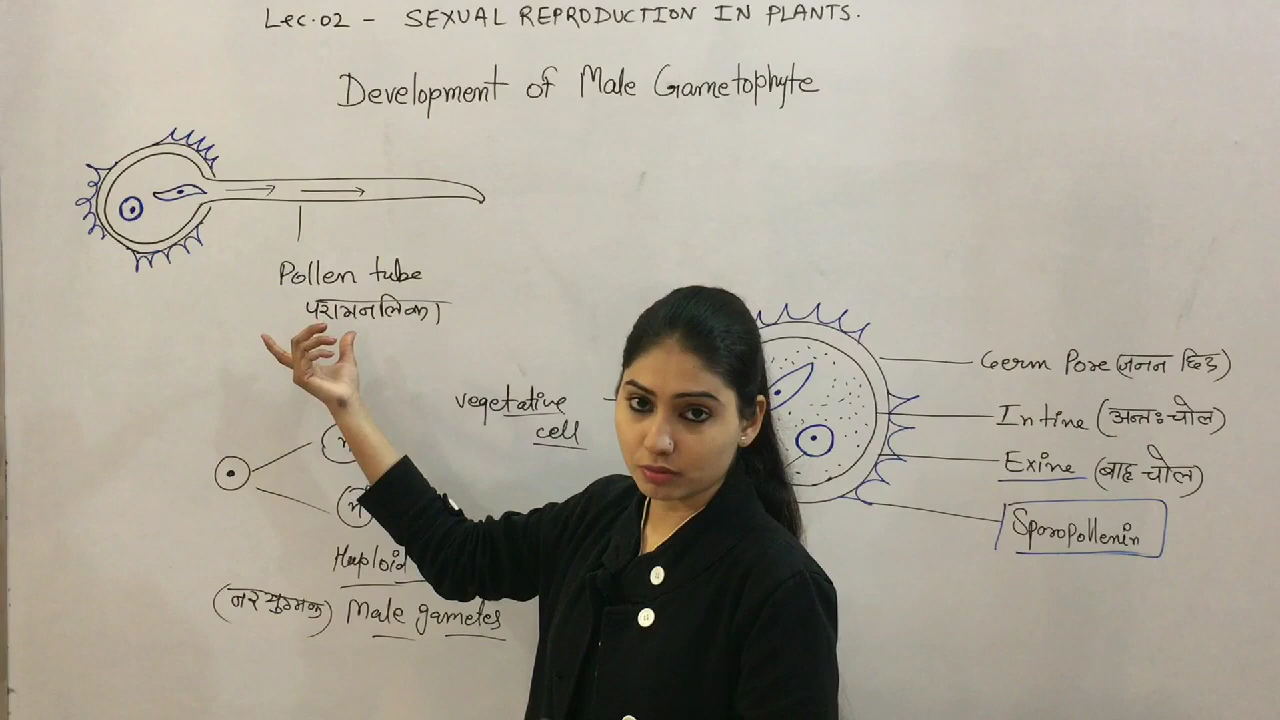 Lec.02 - SEXUAL REPRODUCTION IN PLANTS.
Development of Male Gametophyte
Pollen tube
परागनलिका
vegetative
cell
Germ Pore (जनन छिद्र)
Intine (अन्तः चोल)
Exine (बाह्य चोल)
Sporopollenin
n
n
Haploid
(नर युग्मक) Male gametes